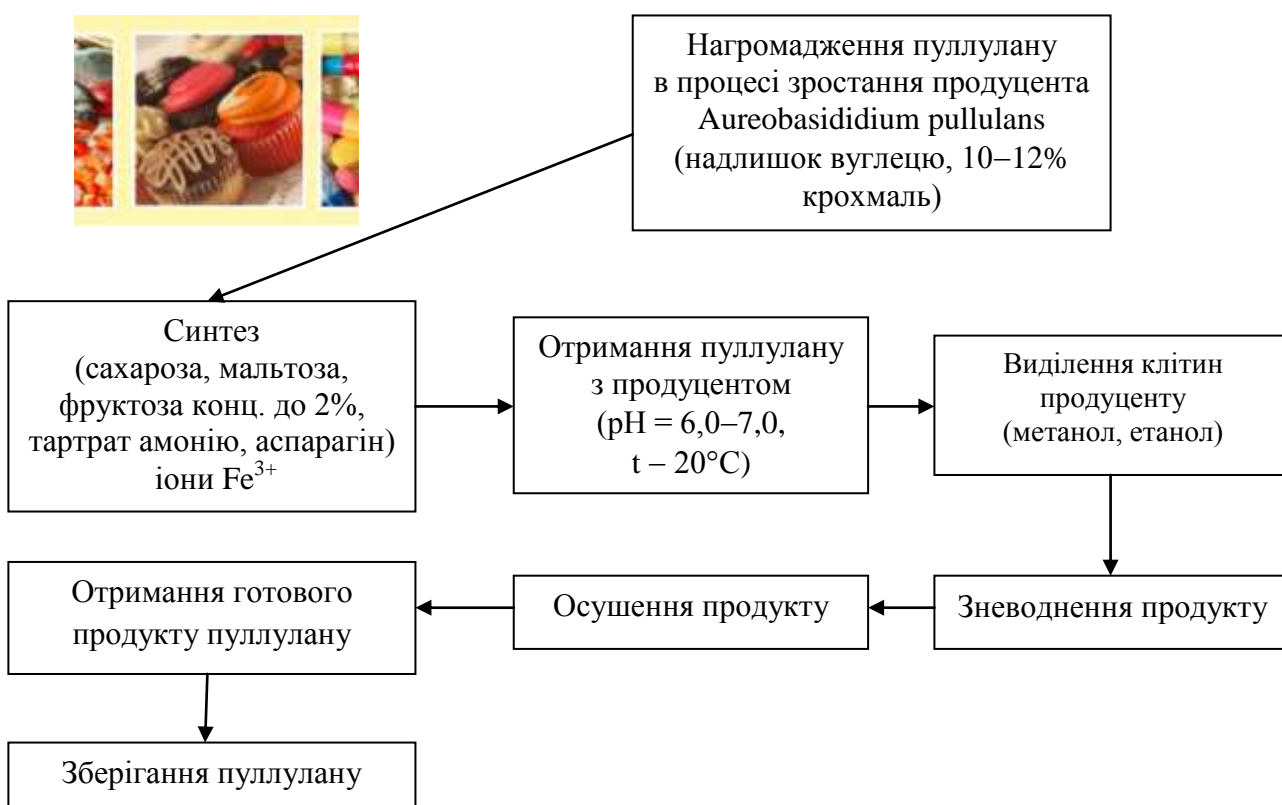 Нагромадження пуллулану
в процесі зростання продуцента
Aureobasididium pullulans
(надлишок вуглецю, 10–12%
крохмаль)
Синтез
(сахароза, мальтоза,
фруктоза конц. до 2%,
тартрат амонію, аспарагін)
іони Fe³⁺
Отримання пуллулану
з продуцентом
(pH = 6,0–7,0,
t – 20°C)
Виділення клітин
продуценту
(метанол, етанол)
Зневоднення продукту
Осушення продукту
Отримання готового
продукту пуллулану
Зберігання пуллулану